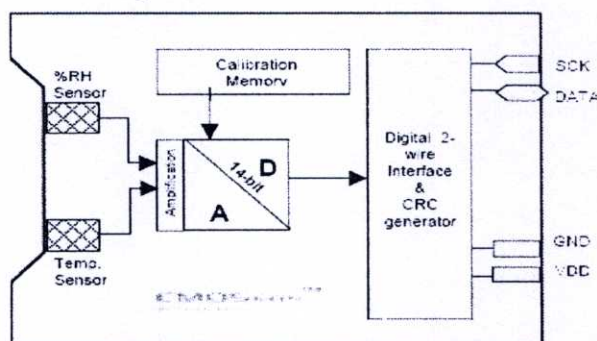 %RH
Sensor
Calibration
Memory
SCK
DATA
Amplification
14-bit
D
A
Digital 2-
wire
Interface
&
CRC
generator
Temp.
Sensor
GND
VDD